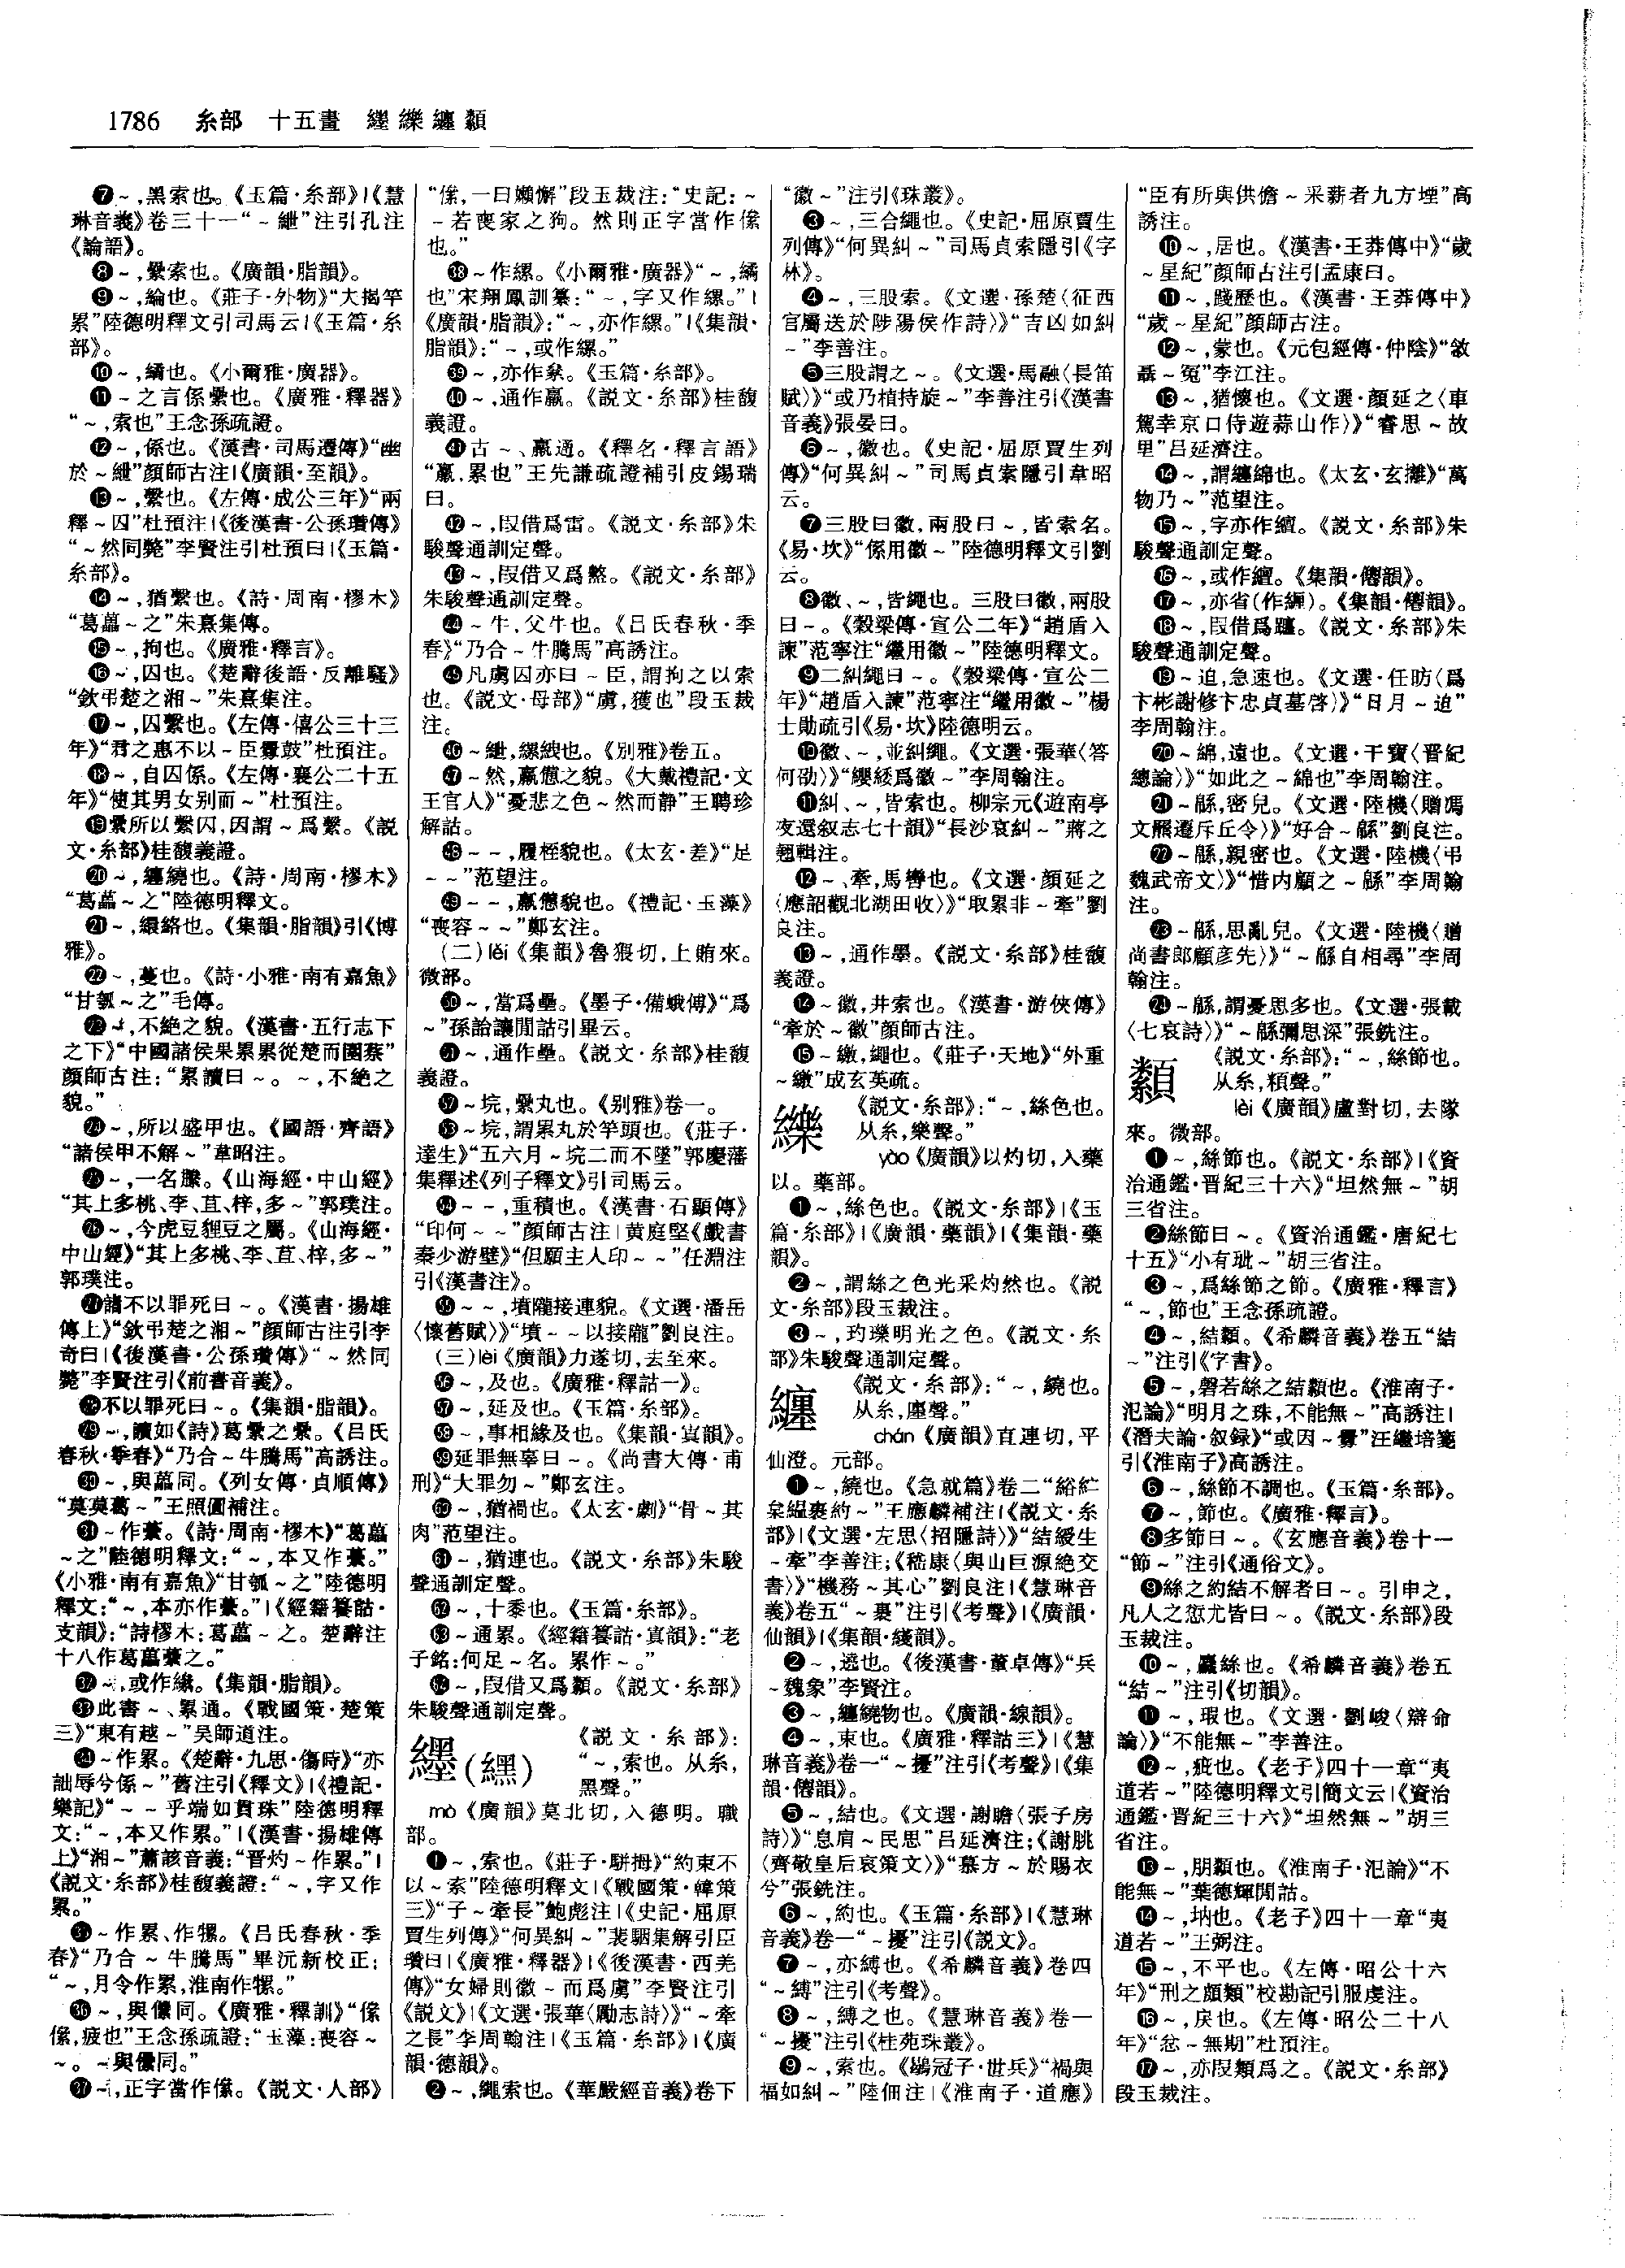 1786 糸部 十五畫 纆纅纏纇
❼～,黑索也。《玉篇·糸部》|《慧
琳音義》卷三十一“～紲”注引孔注
《論語》。
❽～,纍索也。《廣韻·脂韻》。
❾～,綸也。《莊子·外物》“大揭竿
累”陸德明釋文引司馬云|《玉篇·糸
部》。
❿～,繘也。《小爾雅·廣器》。
⓫～之言係纍也。《廣雅·釋器》
“～,索也”王念孫疏證。
⓬～,係也。《漢書·司馬遷傳》“幽
於～紲”顔師古注|《廣韻·至韻》。
⓭～,繫也。《左傳·成公三年》“兩
釋～囚”杜預注|《後漢書·公孫瓚傳》
“～然同斃”李賢注引杜預曰|《玉篇·
糸部》。
⓮～,猶繫也。《詩·周南·樛木》
“葛藟～之”朱熹集傳。
⓯～,拘也。《廣雅·釋言》。
⓰～,囚也。《楚辭後語·反離騷》
“欽弔楚之湘～”朱熹集注。
⓱～,囚繫也。《左傳·僖公三十三
年》“君之惠不以～臣釁鼓”杜預注。
⓲～,自囚係。《左傳·襄公二十五
年》“使其男女別而～”杜預注。
⓳纍所以繫囚,因謂～爲繫。《説
文·糸部》桂馥義證。
⓴～,纏繞也。《詩·周南·樛木》
“葛藟～之”陸德明釋文。
㉑～,繯絡也。《集韻·脂韻》引《博
雅》。
㉒～,蔓也。《詩·小雅·南有嘉魚》
“甘瓠～之”毛傳。
㉓～,不絶之貌。《漢書·五行志下
之下》“中國諸侯果累累從楚而圍蔡”
顔師古注:“累讀曰～。～,不絶之
貌。”
㉔～,所以盛甲也。《國語·齊語》
“諸侯甲不解～”韋昭注。
㉕～,一名縢。《山海經·中山經》
“其上多桃、李、苴、梓,多～”郭璞注。
㉖～,今虎豆貍豆之屬。《山海經·
中山經》“其上多桃、李、苴、梓,多～”
郭璞注。
㉗諸不以罪死曰～。《漢書·揚雄
傳上》“欽弔楚之湘～”顔師古注引李
奇曰|《後漢書·公孫瓚傳》“～然同
斃”李賢注引《前書音義》。
㉘不以罪死曰～。《集韻·脂韻》。
㉙～,讀如《詩》葛纍之纍。《呂氏
春秋·季春》“乃合～牛騰馬”高誘注。
㉚～,與藟同。《列女傳·貞順傳》
“莫莫葛～”王照圓補注。
㉛～作虆。《詩·周南·樛木》“葛藟
～之”陸德明釋文:“～,本又作虆。”
《小雅·南有嘉魚》“甘瓠～之”陸德明
釋文:“～,本亦作虆。”|《經籍籑詁·
支韻》:“詩樛木:葛藟～之。楚辭注
十八作葛藟虆之。”
㉜～,或作縲。《集韻·脂韻》。
㉝此書～、累通。《戰國策·楚策
三》“東有越～”吴師道注。
㉞～作累。《楚辭·九思·傷時》“亦
詘辱兮係～”舊注引《釋文》|《禮記·
樂記》“～～乎端如貫珠”陸德明釋
文:“～,本又作累。”|《漢書·揚雄傳
上》“湘～”蕭該音義:“晋灼～作累。”|
《説文·糸部》桂馥義證:“～,字又作
累。”
㉟～作累、作犤。《呂氏春秋·季
春》“乃合～牛騰馬”畢沅新校正:
“～,月令作累,淮南作犤。”
㊱～,與儽同。《廣雅·釋訓》“傫
傫,疲也”王念孫疏證:“玉藻:喪容～
～。～與儽同。”
㊲～,正字當作傫。《説文·人部》
“傫,一曰嬾懈”段玉裁注:“史記:～
～若喪家之狗。然則正字當作傫
也。”
㊳～作縲。《小爾雅·廣器》“～,繘
也”宋翔鳳訓纂:“～,字又作縲。”|
《廣韻·脂韻》:“～,亦作縲。”|《集韻·
脂韻》:“～,或作縲。”
㊴～,亦作絫。《玉篇·糸部》。
㊵～,通作羸。《説文·糸部》桂馥
義證。
㊶古～、羸通。《釋名·釋言語》
“羸,累也”王先謙疏證補引皮錫瑞
曰。
㊷～,叚借爲雷。《説文·糸部》朱
駿聲通訓定聲。
㊸～,叚借又爲慦。《説文·糸部》
朱駿聲通訓定聲。
㊹～牛,父牛也。《呂氏春秋·季
春》“乃合～牛騰馬”高誘注。
㊺凡虜囚亦曰～臣,謂拘之以索
也。《説文·毌部》“虜,獲也”段玉裁
注。
㊻～紲,縲絏也。《別雅》卷五。
㊼～然,羸憊之貌。《大戴禮記·文
王官人》“憂悲之色～然而静”王聘珍
解詁。
㊽～～,履桎貌也。《太玄·差》“足
～～”范望注。
㊾～～,羸憊貌也。《禮記·玉藻》
“喪容～～”鄭玄注。
(二)lěi《集韻》魯猥切,上賄來。
微部。
㊿～,當爲壘。《墨子·備蛾傅》“爲
～”孫詒讓閒詁引畢云。
51～,通作壘。《説文·糸部》桂馥
義證。
52～垸,纍丸也。《別雅》卷一。
53～垸,謂累丸於竿頭也。《莊子·
達生》“五六月～垸二而不墜”郭慶藩
集釋述《列子釋文》引司馬云。
54～～,重積也。《漢書·石顯傳》
“印何～～”顔師古注|黄庭堅《戲書
秦少游壁》“但願主人印～～”任淵注
引《漢書注》。
55～～,墳隴接連貌。《文選·潘岳
〈懷舊賦〉》“墳～～以接隴”劉良注。
(三)lèi《廣韻》力遂切,去至來。
56～,及也。《廣雅·釋詁一》。
57～,延及也。《玉篇·糸部》。
58～,事相緣及也。《集韻·寘韻》。
59延罪無辜曰～。《尚書大傳·甫
刑》“大罪勿～”鄭玄注。
60～,猶禍也。《太玄·劇》“骨～其
肉”范望注。
61～,猶連也。《説文·糸部》朱駿
聲通訓定聲。
62～,十黍也。《玉篇·糸部》。
63～通累。《經籍籑詁·寘韻》:“老
子銘:何足～名。累作～。”
64～,叚借又爲纇。《説文·糸部》
朱駿聲通訓定聲。
纆(縸) 《説文·糸部》:
“～,索也。从糸,
黑聲。”
mò《廣韻》莫北切,入德明。職
部。
❶～,索也。《莊子·駢拇》“約束不
以～索”陸德明釋文|《戰國策·韓策
三》“子～牽長”鮑彪注|《史記·屈原
賈生列傳》“何異糾～”裴駰集解引臣
瓚曰|《廣雅·釋器》|《後漢書·西羌
傳》“女婦則徽～而爲虜”李賢注引
《説文》|《文選·張華〈勵志詩〉》“～牽
之長”李周翰注|《玉篇·糸部》|《廣
韻·德韻》。
❷～,繩索也。《華嚴經音義》卷下
“徽～”注引《珠叢》。
❸～,三合繩也。《史記·屈原賈生
列傳》“何異糾～”司馬貞索隱引《字
林》。
❹～,三股索。《文選·孫楚〈征西
官屬送於陟陽侯作詩〉》“吉凶如糾
～”李善注。
❺三股謂之～。《文選·馬融〈長笛
賦〉》“或乃植持旋～”李善注引《漢書
音義》張晏曰。
❻～,徽也。《史記·屈原賈生列
傳》“何異糾～”司馬貞索隱引韋昭
云。
❼三股曰徽,兩股曰～,皆索名。
《易·坎》“係用徽～”陸德明釋文引劉
云。
❽徽、～,皆繩也。三股曰徽,兩股
曰～。《穀梁傳·宣公二年》“趙盾入
諫”范寧注“繼用徽～”陸德明釋文。
❾二糾繩曰～。《穀梁傳·宣公二
年》“趙盾入諫”范寧注“繼用徽～”楊
士勛疏引《易·坎》陸德明云。
❿徽、～,並糾繩。《文選·張華〈答
何劭〉》“纓緌爲徽～”李周翰注。
⓫糾、～,皆索也。柳宗元《遊南亭
夜還叙志七十韻》“長沙哀糾～”蔣之
翹輯注。
⓬～、牽,馬轡也。《文選·顔延之
〈應詔觀北湖田收〉》“取累非～牽”劉
良注。
⓭～,通作墨。《説文·糸部》桂馥
義證。
⓮～徽,井索也。《漢書·游俠傳》
“牽於～徽”顔師古注。
⓯～繳,繩也。《莊子·天地》“外重
～繳”成玄英疏。
纅 《説文·糸部》:“～,絲色也。
从糸,樂聲。”
yào《廣韻》以灼切,入藥
以。藥部。
❶～,絲色也。《説文·糸部》|《玉
篇·糸部》|《廣韻·藥韻》|《集韻·藥
韻》。
❷～,謂絲之色光采灼然也。《説
文·糸部》段玉裁注。
❸～,玓瓅明光之色。《説文·糸
部》朱駿聲通訓定聲。
纏 《説文·糸部》:“～,繞也。
从糸,廛聲。”
chán《廣韻》直連切,平
仙澄。元部。
❶～,繞也。《急就篇》卷二“綌紵
枲緼裹約～”王應麟補注|《説文·糸
部》|《文選·左思〈招隱詩〉》“結綬生
～牽”李善注;《嵇康〈與山巨源絶交
書〉》“機務～其心”劉良注|《慧琳音
義》卷五“～裹”注引《考聲》|《廣韻·
仙韻》|《集韻·綫韻》。
❷～,遶也。《後漢書·董卓傳》“兵
～魏象”李賢注。
❸～,纏繞物也。《廣韻·線韻》。
❹～,束也。《廣雅·釋詁三》|《慧
琳音義》卷一“～擾”注引《考聲》|《集
韻·僊韻》。
❺～,結也。《文選·謝瞻〈張子房
詩〉》“息肩～民思”吕延濟注;《謝朓
〈齊敬皇后哀策文〉》“慕方～於賜衣
兮”張銑注。
❻～,約也。《玉篇·糸部》|《慧琳
音義》卷一“～擾”注引《説文》。
❼～,亦縛也。《希麟音義》卷四
“～縛”注引《考聲》。
❽～,縛之也。《慧琳音義》卷一
“～擾”注引《桂苑珠叢》。
❾～,索也。《鶡冠子·世兵》“禍與
福如糾～”陸佃注|《淮南子·道應》
“臣有所與供儋～采薪者九方堙”高
誘注。
❿～,居也。《漢書·王莽傳中》“歲
～星紀”顔師古注引孟康曰。
⓫～,踐歷也。《漢書·王莽傳中》
“歲～星紀”顔師古注。
⓬～,蒙也。《元包經傳·仲陰》“欨
聶～冤”李江注。
⓭～,猶懷也。《文選·顔延之〈車
駕幸京口侍遊蒜山作〉》“睿思～故
里”吕延濟注。
⓮～,謂纏綿也。《太玄·玄攡》“萬
物乃～”范望注。
⓯～,字亦作繵。《説文·糸部》朱
駿聲通訓定聲。
⓰～,或作繵。《集韻·僊韻》。
⓱～,亦省(作緾)。《集韻·僊韻》。
⓲～,叚借爲躔。《説文·糸部》朱
駿聲通訓定聲。
⓳～迫,急速也。《文選·任昉〈爲
卞彬謝修卞忠貞墓啓〉》“日月～迫”
李周翰注。
⓴～綿,遠也。《文選·干寶〈晋紀
總論〉》“如此之～綿也”李周翰注。
㉑～緜,密皃。《文選·陸機〈贈馮
文羆遷斥丘令〉》“好合～緜”劉良注。
㉒～緜,親密也。《文選·陸機〈弔
魏武帝文〉》“惜内顧之～緜”李周翰
注。
㉓～緜,思亂皃。《文選·陸機〈贈
尚書郎顧彦先〉》“～緜自相尋”李周
翰注。
㉔～緜,謂憂思多也。《文選·張載
〈七哀詩〉》“～緜彌思深”張銑注。
纇 《説文·糸部》:“～,絲節也。
从糸,頪聲。”
lèi《廣韻》盧對切,去隊
來。微部。
❶～,絲節也。《説文·糸部》|《資
治通鑑·晋紀三十六》“坦然無～”胡
三省注。
❷絲節曰～。《資治通鑑·唐紀七
十五》“小有玼～”胡三省注。
❸～,爲絲節之節。《廣雅·釋言》
“～,節也”王念孫疏證。
❹～,結纇。《希麟音義》卷五“結
～”注引《字書》。
❺～,磬若絲之結纇也。《淮南子·
氾論》“明月之珠,不能無～”高誘注|
《潛夫論·叙録》“或因～釁”汪繼培箋
引《淮南子》高誘注。
❻～,絲節不調也。《玉篇·糸部》。
❼～,節也。《廣雅·釋言》。
❽多節曰～。《玄應音義》卷十一
“節～”注引《通俗文》。
❾絲之約結不解者曰～。引申之,
凡人之愆尤皆曰～。《説文·糸部》段
玉裁注。
❿～,麤絲也。《希麟音義》卷五
“結～”注引《切韻》。
⓫～,瑕也。《文選·劉峻〈辯命
論〉》“不能無～”李善注。
⓬～,疵也。《老子》四十一章“夷
道若～”陸德明釋文引簡文云|《資治
通鑑·晋紀三十六》“坦然無～”胡三
省注。
⓭～,朋纇也。《淮南子·氾論》“不
能無～”葉德輝閒詁。
⓮～,㘨也。《老子》四十一章“夷
道若～”王弼注。
⓯～,不平也。《左傳·昭公十六
年》“刑之頗類”校勘記引服虔注。
⓰～,戾也。《左傳·昭公二十八
年》“忿～無期”杜預注。
⓱～,亦叚類爲之。《説文·糸部》
段玉裁注。